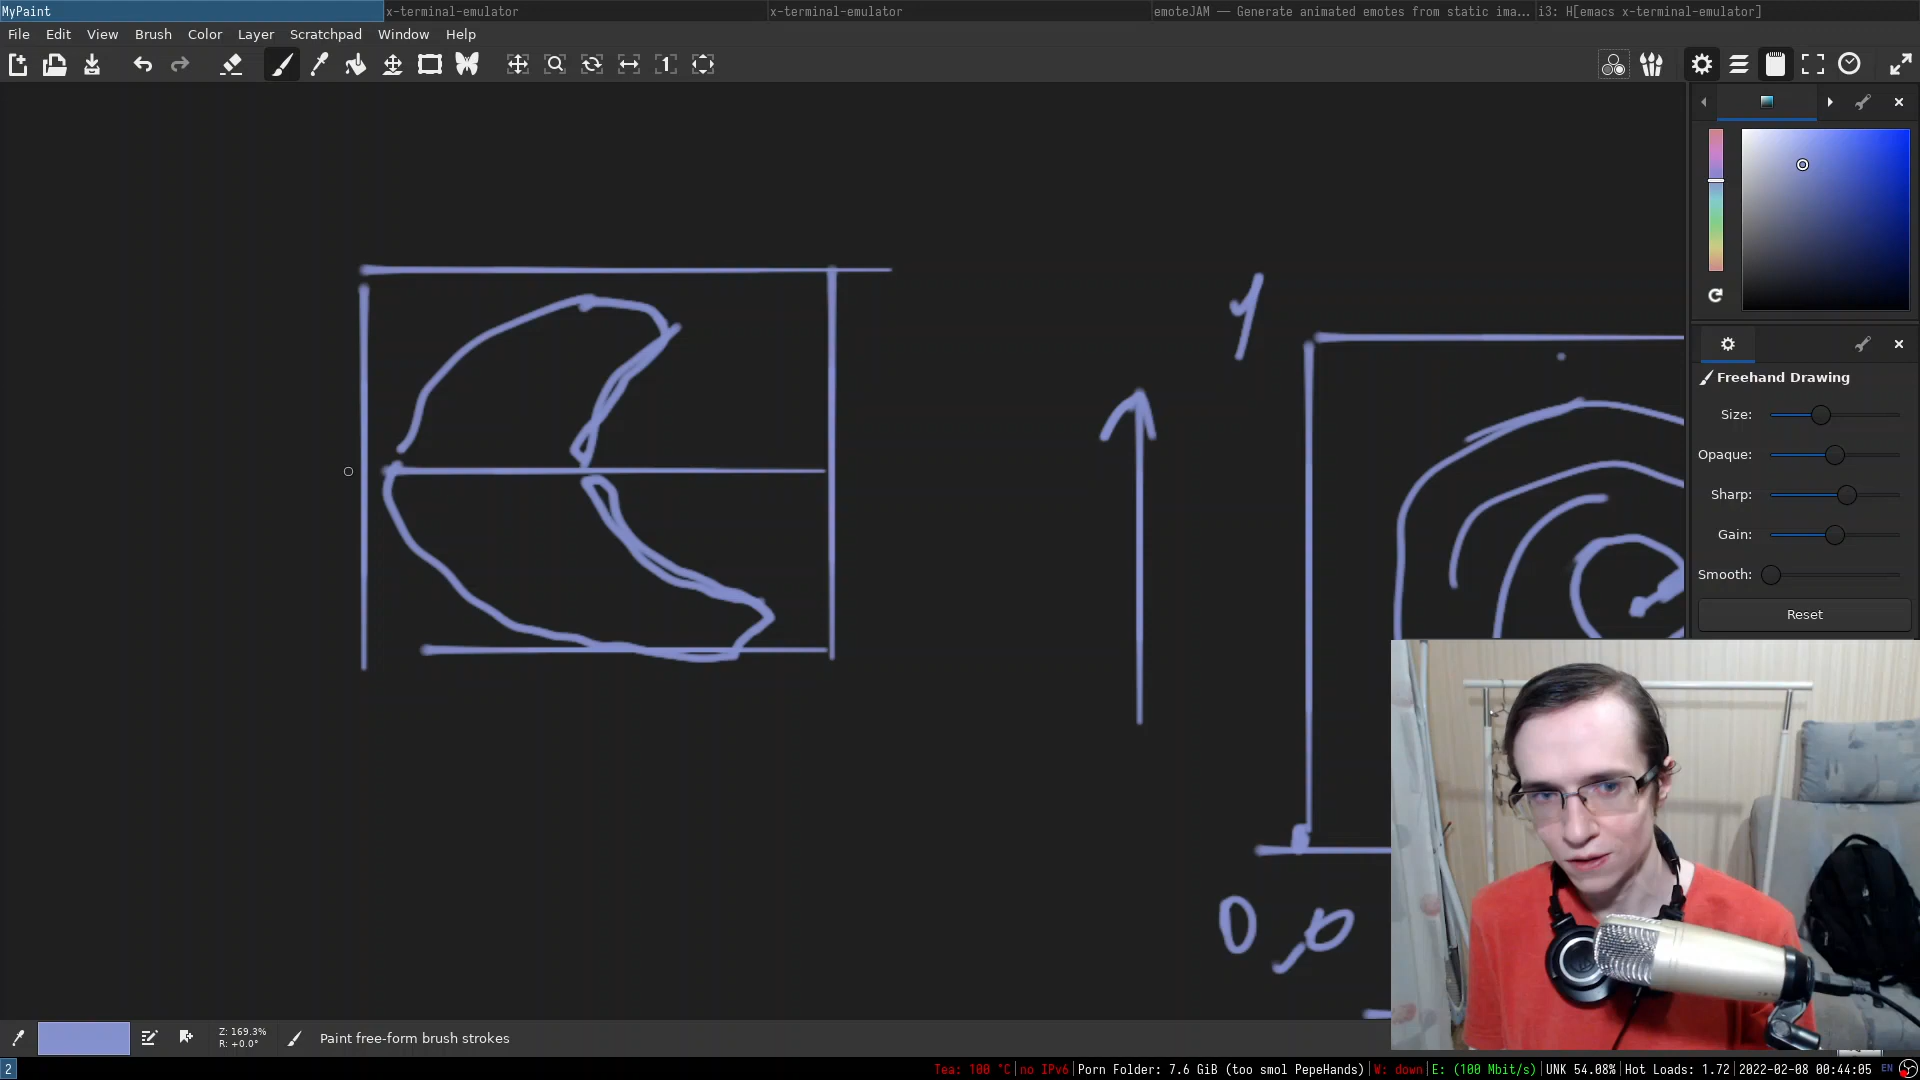 MyPaint
x-terminal-emulator
x-terminal-emulator
emoteJAM —— Generate animated emotes from static ima...
i3: H[emacs x-terminal-emulator]
File Edit View Brush Color Layer Scratchpad Window Help
1
Freehand Drawing
Size:
Opaque:
Sharp:
Gain:
Smooth:
Reset
y
0,0
Z: 169.3%
R: +0.0°
Paint free-form brush strokes
2
Tea: 100 °C|no IPv6|Porn Folder: 7.6 GiB (too smol PepeHands)|W: down|E: (100 Mbit/s)|UNK 54.08%|Hot Loads: 1.72|2022-02-08 00:44:05 EN